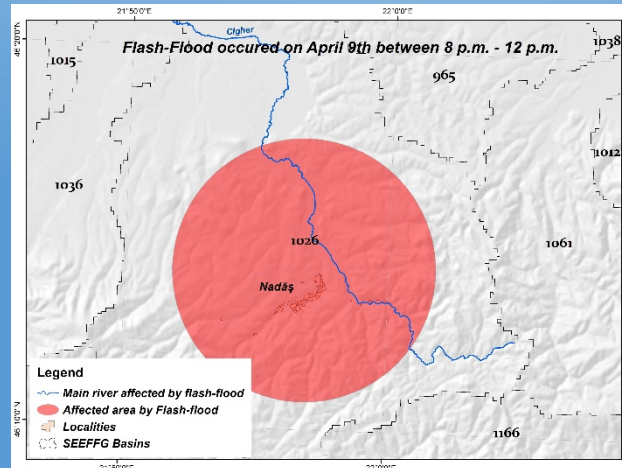 21°50'0"E
22°0'0"E
46°20'0"N
Cigher
Flash-Flood occured on April 9th between 8 p.m. - 12 p.m.
1038
1015
965
1012
1036
1026
1061
Nadăș
Legend
Main river affected by flash-flood
Affected area by Flash-flood
Localities
SEEFFG Basins
1166
46°10'0"N